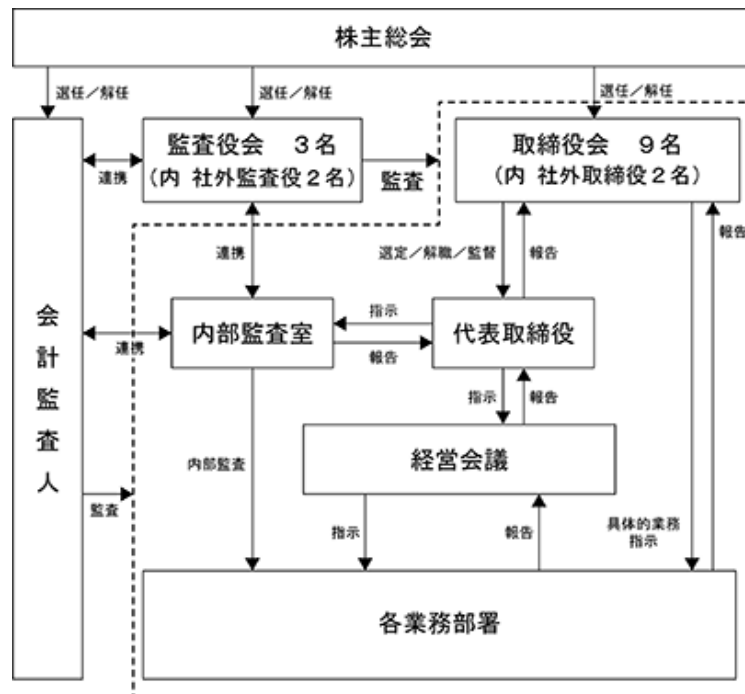 株主総会
選任／解任
選任／解任
選任／解任
監査役会　３名
（内 社外監査役２名）
取締役会　９名
（内 社外取締役２名）
連携
監査
連携
選定／解職／監督
報告
報告
会計監査人
内部監査室
指示
報告
代表取締役
連携
指示
報告
経営会議
内部監査
監査
指示
報告
具体的業務
指示
各業務部署